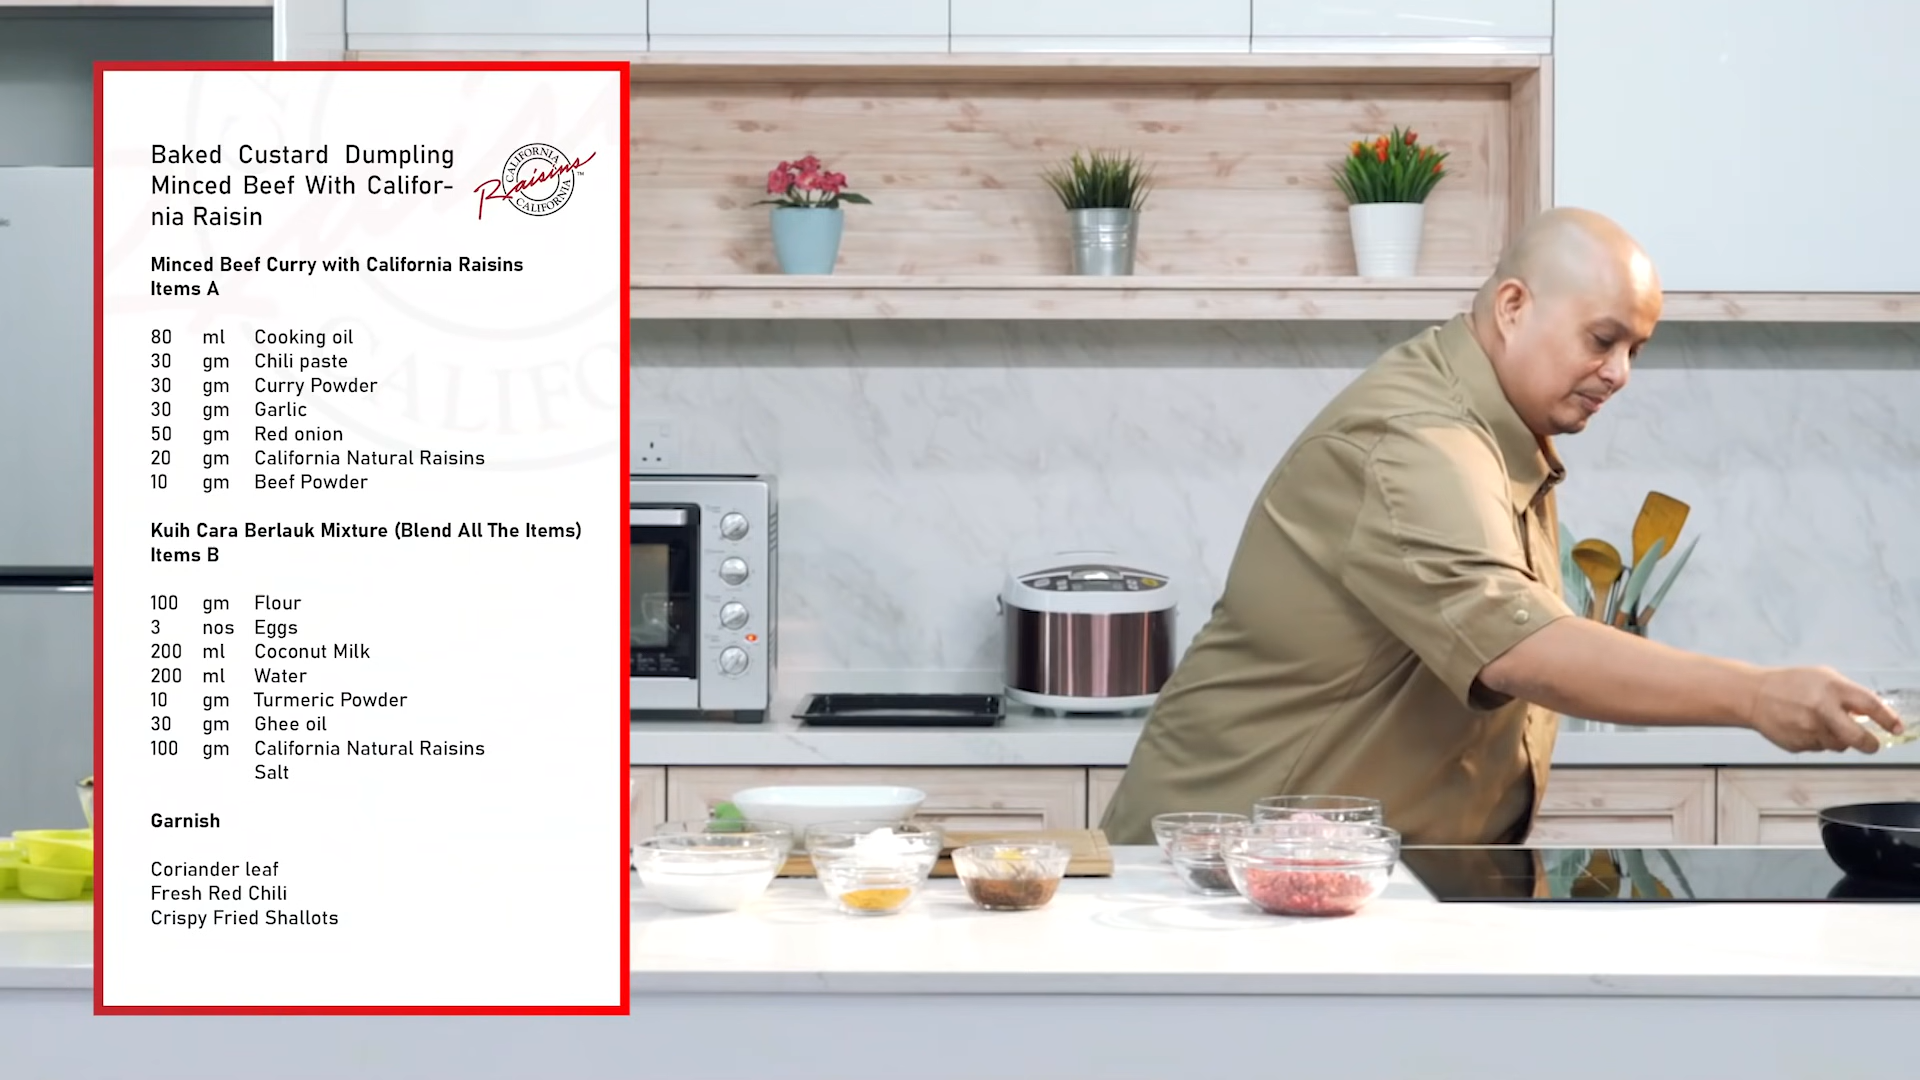 Baked Custard Dumpling
Minced Beef With Califor-
nia Raisin
CALIFORNIA
Raisins™
CALIFORNIA
Minced Beef Curry with California Raisins
Items A
80 ml Cooking oil
30 gm Chili paste
30 gm Curry Powder
30 gm Garlic
50 gm Red onion
20 gm California Natural Raisins
10 gm Beef Powder
Kuih Cara Berlauk Mixture (Blend All The Items)
Items B
100 gm Flour
3 nos Eggs
200 ml Coconut Milk
200 ml Water
10 gm Turmeric Powder
30 gm Ghee oil
100 gm California Natural Raisins
Salt
Garnish
Coriander leaf
Fresh Red Chili
Crispy Fried Shallots